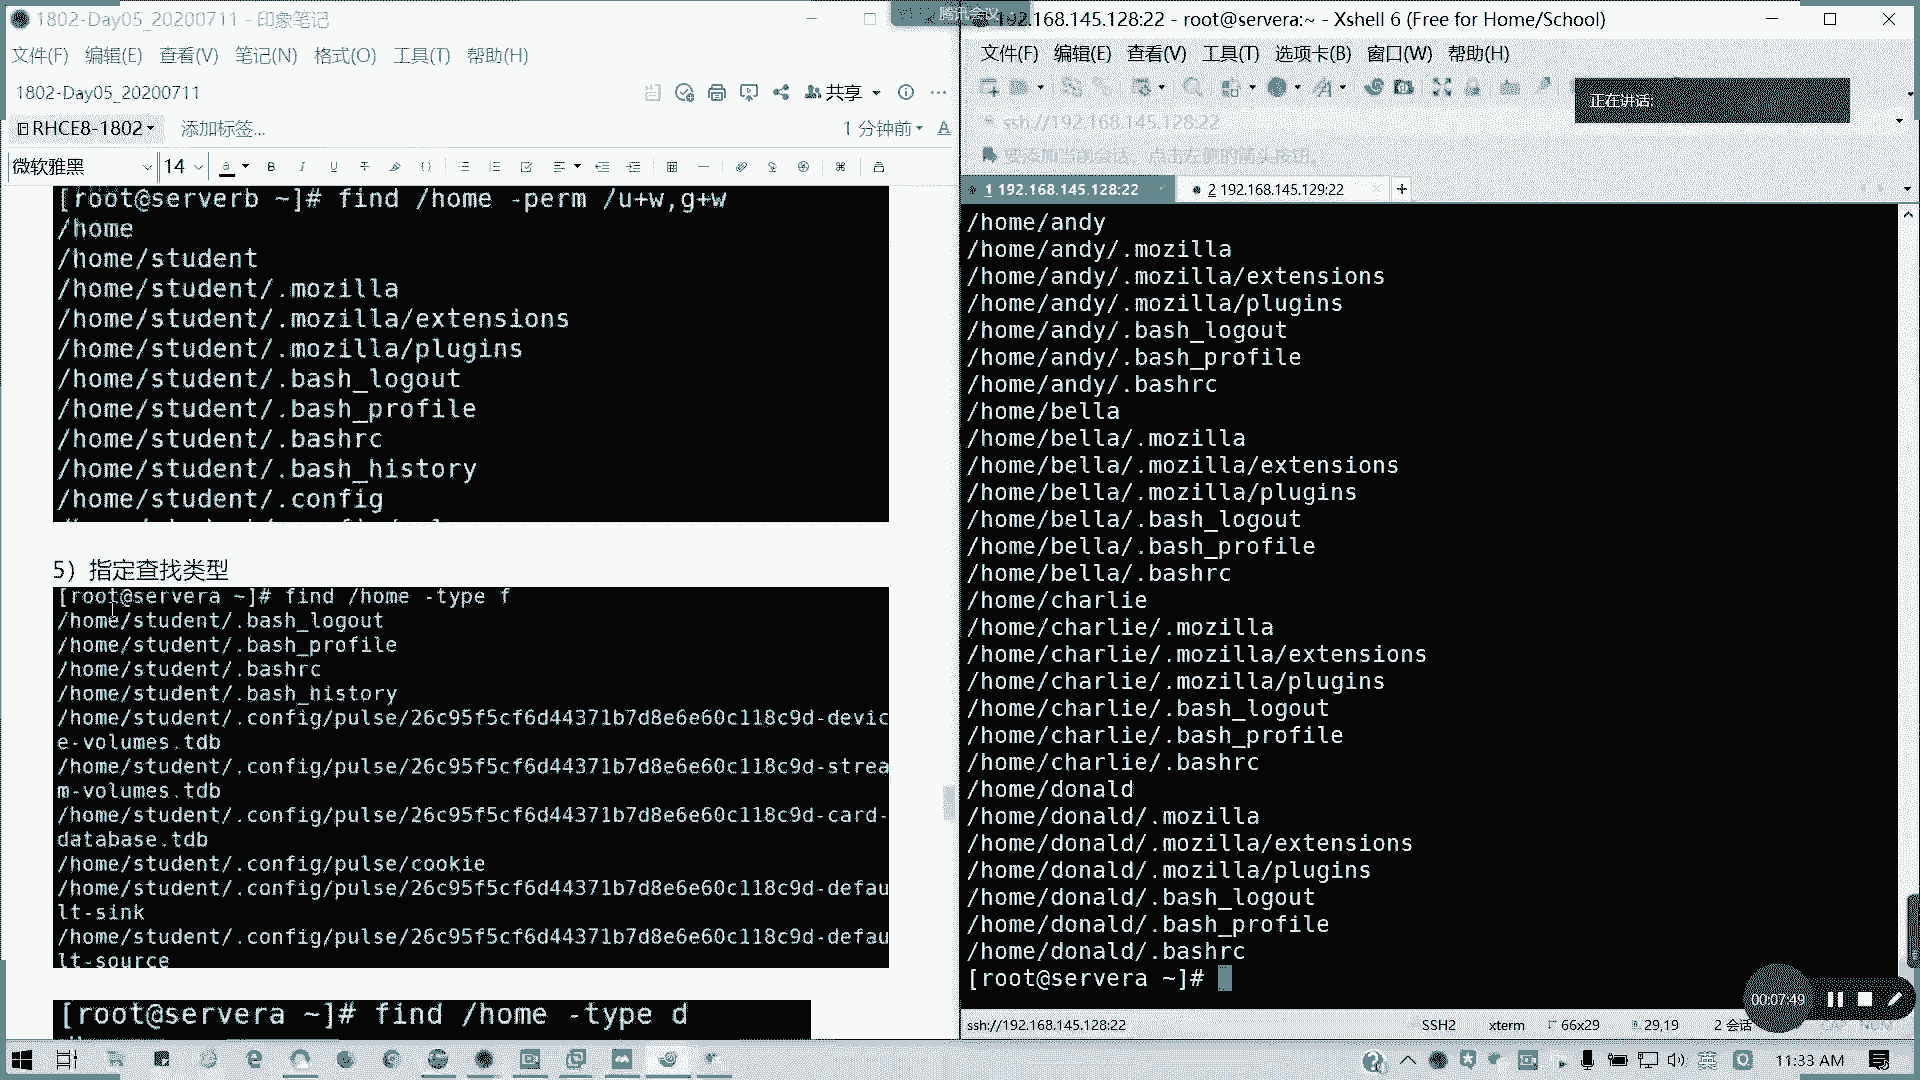 1802-Day05_20200711 - 印象笔记
文件(F) 编辑(E) 查看(V) 笔记(N) 格式(O) 工具(T) 帮助(H)
1802-Day05_20200711
共享
RHCE8-1802 添加标签...
1 分钟前
微软雅黑 14
[root@serverb ~]# find /home -perm /u+w,g+w
/home
/home/student
/home/student/.mozilla
/home/student/.mozilla/extensions
/home/student/.mozilla/plugins
/home/student/.bash_logout
/home/student/.bash_profile
/home/student/.bashrc
/home/student/.bash_history
/home/student/.config
5）指定查找类型
[root@servera ~]# find /home -type f
/home/student/.bash_logout
/home/student/.bash_profile
/home/student/.bashrc
/home/student/.bash_history
/home/student/.config/pulse/26c95f5cf6d44371b7d8e6e60c118c9d-devic
e-volumes.tdb
/home/student/.config/pulse/26c95f5cf6d44371b7d8e6e60c118c9d-strea
m-volumes.tdb
/home/student/.config/pulse/26c95f5cf6d44371b7d8e6e60c118c9d-card-
database.tdb
/home/student/.config/pulse/cookie
/home/student/.config/pulse/26c95f5cf6d44371b7d8e6e60c118c9d-defau
lt-sink
/home/student/.config/pulse/26c95f5cf6d44371b7d8e6e60c118c9d-defau
lt-source
[root@servera ~]# find /home -type d
腾讯会议
192.168.145.128:22 - root@servera:~ - Xshell 6 (Free for Home/School)
文件(F) 编辑(E) 查看(V) 工具(T) 选项卡(B) 窗口(W) 帮助(H)
正在讲话:
ssh://192.168.145.128:22
要添加当前会话，点击左侧的箭头按钮。
1 192.168.145.128:22
2 192.168.145.129:22
/home/andy
/home/andy/.mozilla
/home/andy/.mozilla/extensions
/home/andy/.mozilla/plugins
/home/andy/.bash_logout
/home/andy/.bash_profile
/home/andy/.bashrc
/home/bella
/home/bella/.mozilla
/home/bella/.mozilla/extensions
/home/bella/.mozilla/plugins
/home/bella/.bash_logout
/home/bella/.bash_profile
/home/bella/.bashrc
/home/charlie
/home/charlie/.mozilla
/home/charlie/.mozilla/extensions
/home/charlie/.mozilla/plugins
/home/charlie/.bash_logout
/home/charlie/.bash_profile
/home/charlie/.bashrc
/home/donald
/home/donald/.mozilla
/home/donald/.mozilla/extensions
/home/donald/.mozilla/plugins
/home/donald/.bash_logout
/home/donald/.bash_profile
/home/donald/.bashrc
[root@servera ~]#
00:07:49
ssh://192.168.145.128:22 SSH2 xterm 66x29 29,19 2 会话 CAP NUM
英 11:33 AM